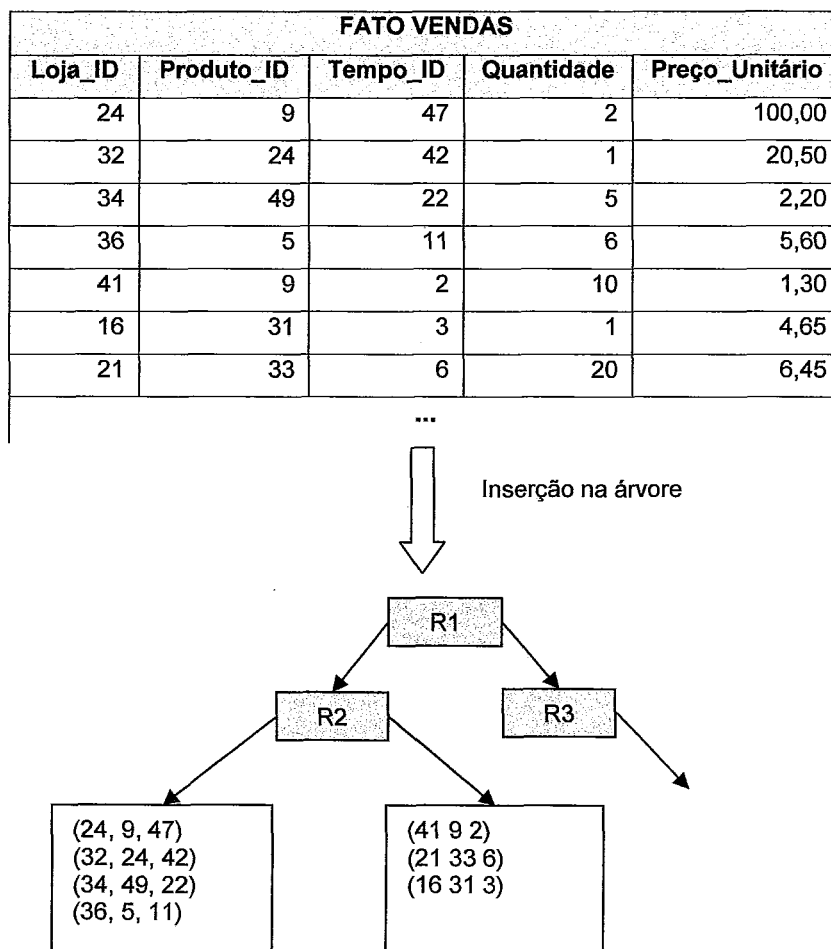 FATO VENDAS
Loja_ID Produto_ID Tempo_ID Quantidade Preço_Unitário
24 9 47 2 100,00
32 24 42 1 20,50
34 49 22 5 2,20
36 5 11 6 5,60
41 9 2 10 1,30
16 31 3 1 4,65
21 33 6 20 6,45
...
Inserção na árvore
R1
R2
R3
(24, 9, 47)
(32, 24, 42)
(34, 49, 22)
(36, 5, 11)
(41 9 2)
(21 33 6)
(16 31 3)